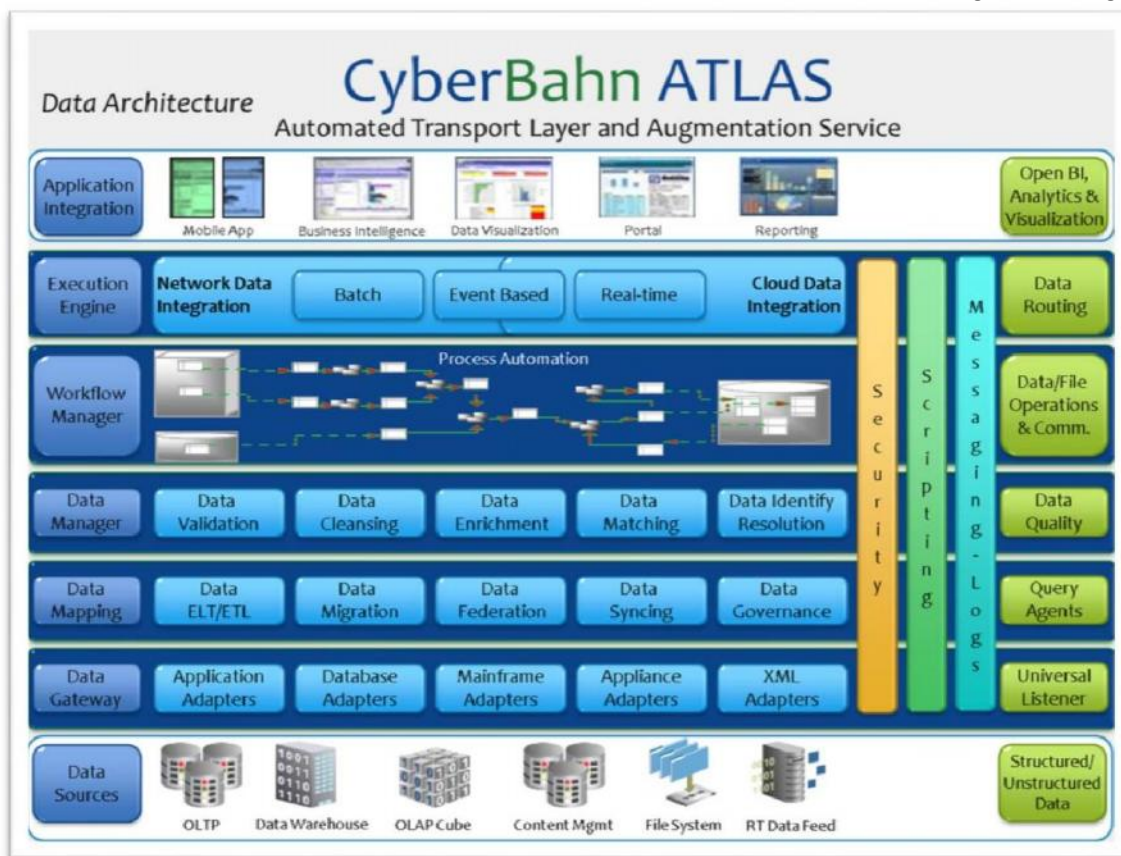 CyberBahn ATLAS
Data Architecture
Automated Transport Layer and Augmentation Service
Application
Integration
Mobile App
Business Intelligence
Data Visualization
Portal
Reporting
Open BI,
Analytics &
Visualization
Execution
Engine
Network Data
Integration
Batch
Event Based
Real-time
Cloud Data
Integration
Data
Routing
Workflow
Manager
Process Automation
Data/File
Operations
& Comm.
Data
Manager
Data
Validation
Data
Cleansing
Data
Enrichment
Data
Matching
Data Identify
Resolution
Data
Quality
Data
Mapping
Data
ELT/ETL
Data
Migration
Data
Federation
Data
Syncing
Data
Governance
Query
Agents
Data
Gateway
Application
Adapters
Database
Adapters
Mainframe
Adapters
Appliance
Adapters
XML
Adapters
Universal
Listener
Security
Scripting
Messaging-Logs
Data
Sources
OLTP
Data Warehouse
OLAP Cube
Content Mgmt
File System
RT Data Feed
Structured/
Unstructured
Data